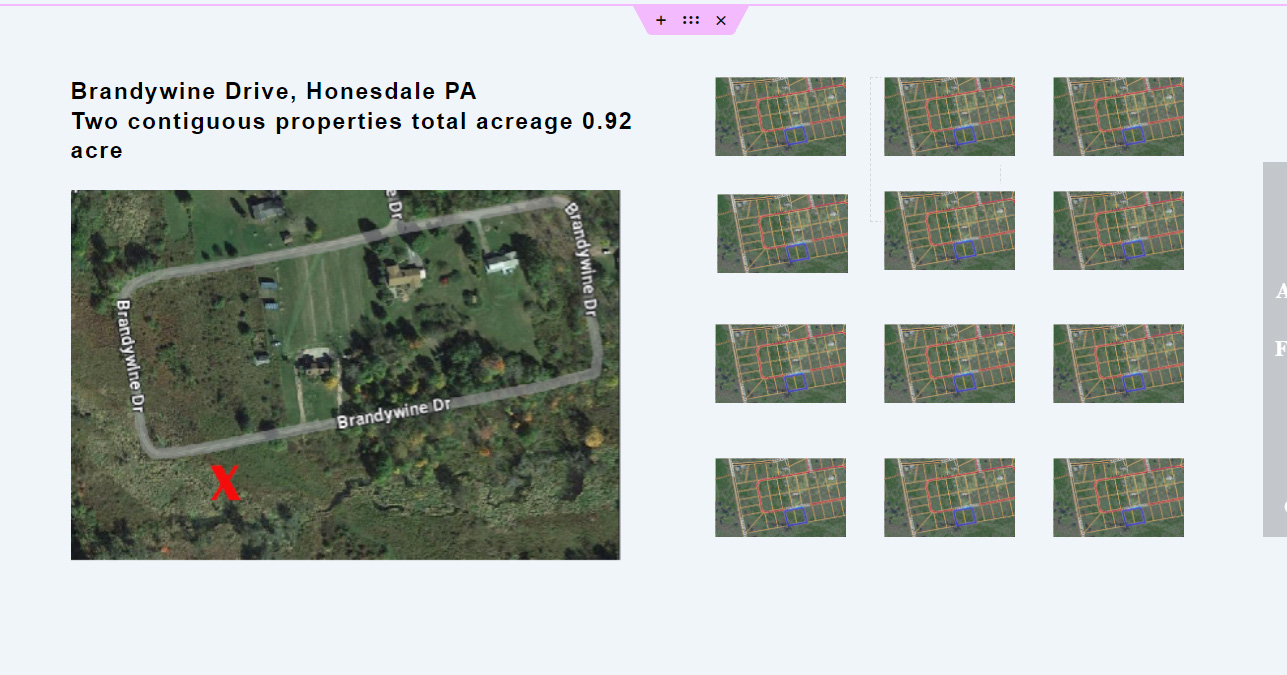 Brandywine Drive, Honesdale PA
Two contiguous properties total acreage 0.92
acre
e Dr
Brandywine Dr
Brandywine Dr
Brandywine Dr
X
A
F